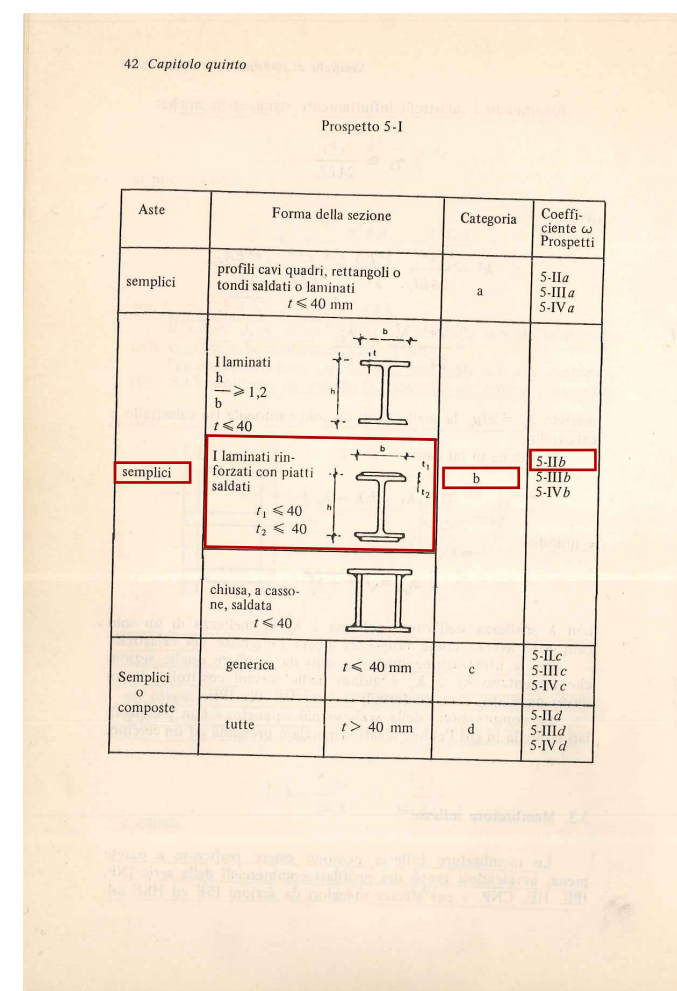 42 Capitolo quinto
Prospetto 5-I
Aste
Forma della sezione
Categoria
Coeffi-
ciente ω
Prospetti
semplici
profili cavi quadri, rettangoli o
tondi saldati o laminati
t ⩽ 40 mm
a
5-IIa
5-IIIa
5-IVa
I laminati
h
— ⩾ 1,2
b
t ⩽ 40
b
t
h
semplici
I laminati rin-
forzati con piatti
saldati
t₁ ⩽ 40
t₂ ⩽ 40
b
t₁
t₂
h
b
5-IIb
5-IIIb
5-IVb
chiusa, a casso-
ne, saldata
t ⩽ 40
Semplici
o
composte
generica
t ⩽ 40 mm
c
5-IIc
5-IIIc
5-IVc
tutte
t > 40 mm
d
5-IId
5-IIId
5-IVd